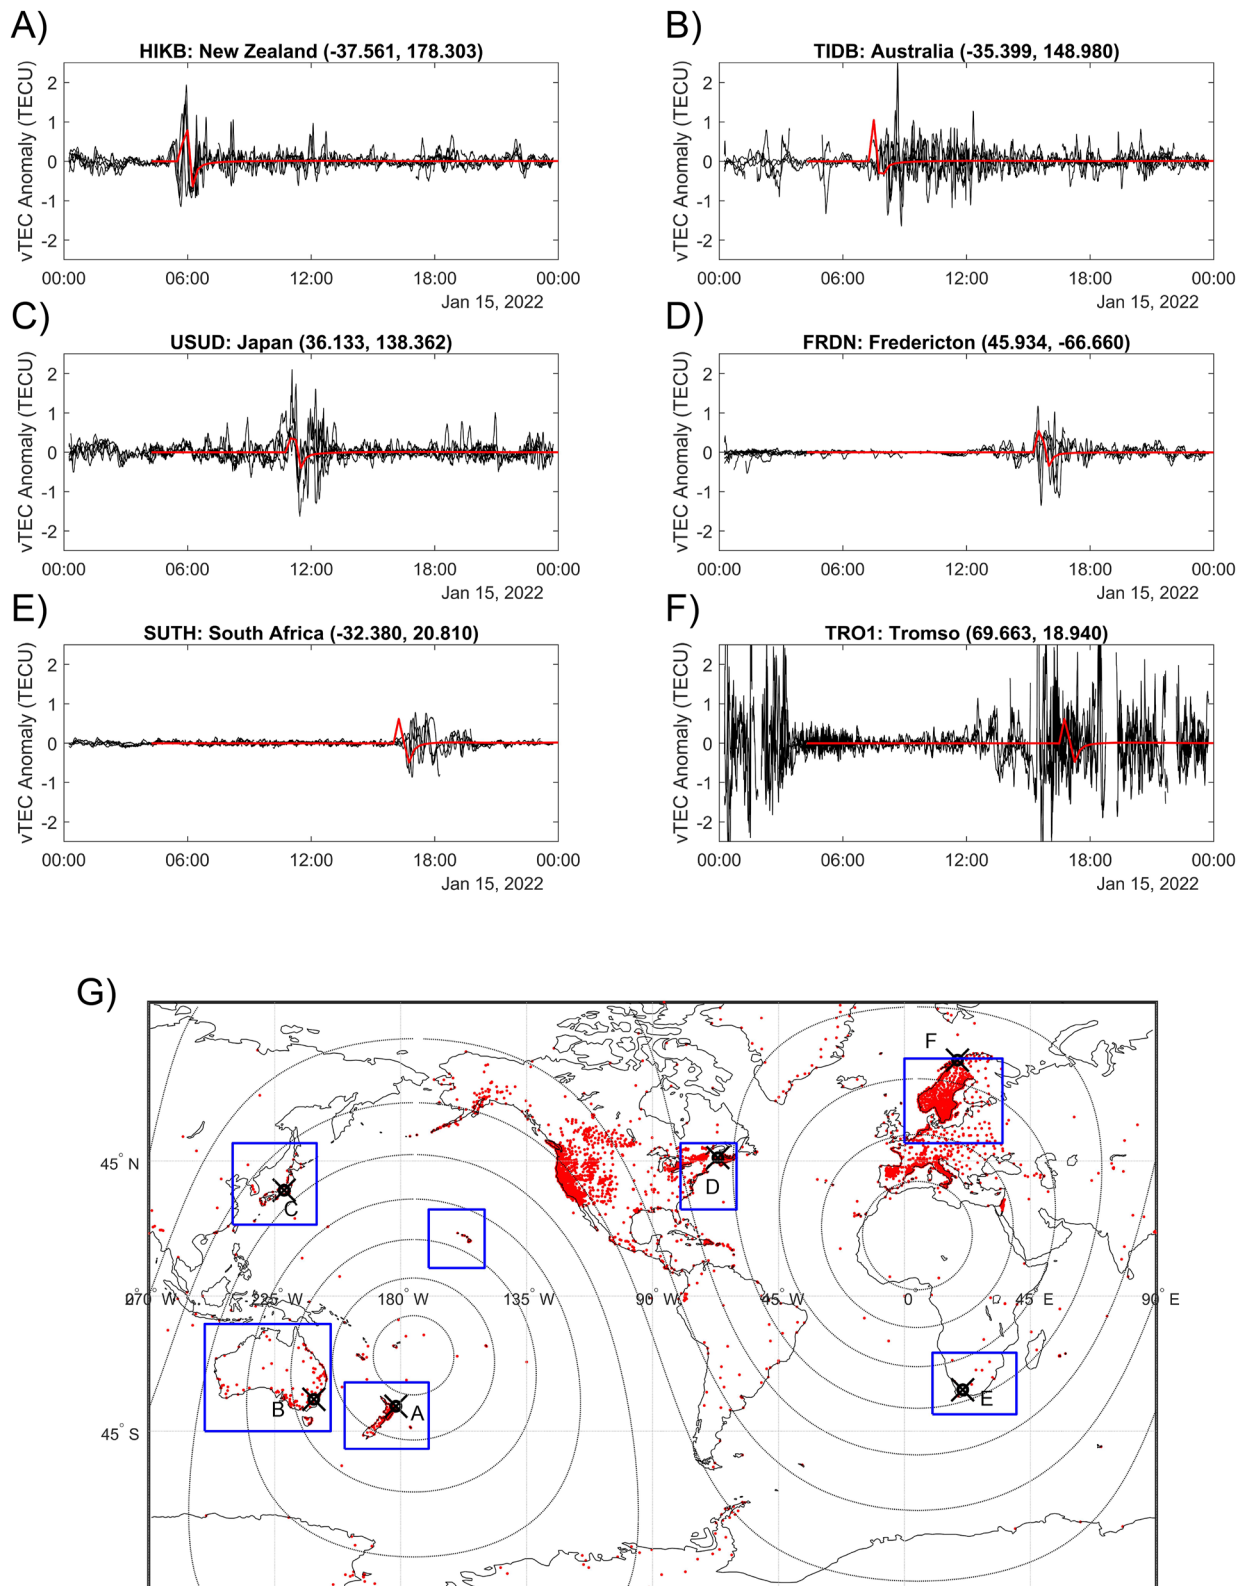 A)
HIKB: New Zealand (-37.561, 178.303)
vTEC Anomaly (TECU)
2
1
0
-1
-2
00:00 06:00 12:00 18:00 00:00
Jan 15, 2022
B)
TIDB: Australia (-35.399, 148.980)
vTEC Anomaly (TECU)
2
1
0
-1
-2
00:00 06:00 12:00 18:00 00:00
Jan 15, 2022
C)
USUD: Japan (36.133, 138.362)
vTEC Anomaly (TECU)
2
1
0
-1
-2
00:00 06:00 12:00 18:00 00:00
Jan 15, 2022
D)
FRDN: Fredericton (45.934, -66.660)
vTEC Anomaly (TECU)
2
1
0
-1
-2
00:00 06:00 12:00 18:00 00:00
Jan 15, 2022
E)
SUTH: South Africa (-32.380, 20.810)
vTEC Anomaly (TECU)
2
1
0
-1
-2
00:00 06:00 12:00 18:00 00:00
Jan 15, 2022
F)
TRO1: Tromso (69.663, 18.940)
vTEC Anomaly (TECU)
2
1
0
-1
-2
00:00 06:00 12:00 18:00 00:00
Jan 15, 2022
G)
F
45° N
D
C
270° W 225° W 180° W 135° W 90° W 45° W 0° 45° E 90° E
B
A
E
45° S